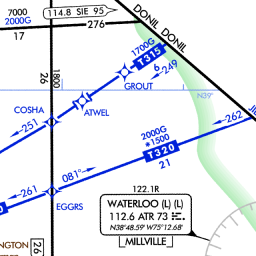 7000
2000G
17
114.8 SIE 95
276
DONIL
DONIL
1700G
T315
6
249
GROUT
N39°
26
1800
ATWEL
COSHA
251
2000G
*1500
T320
21
262
081°
261
EGGRS
122.1R
WATERLOO (L) (L)
112.6 ATR 73
N38°48.59' W75°12.68'
MILLVILLE
NGTON
26